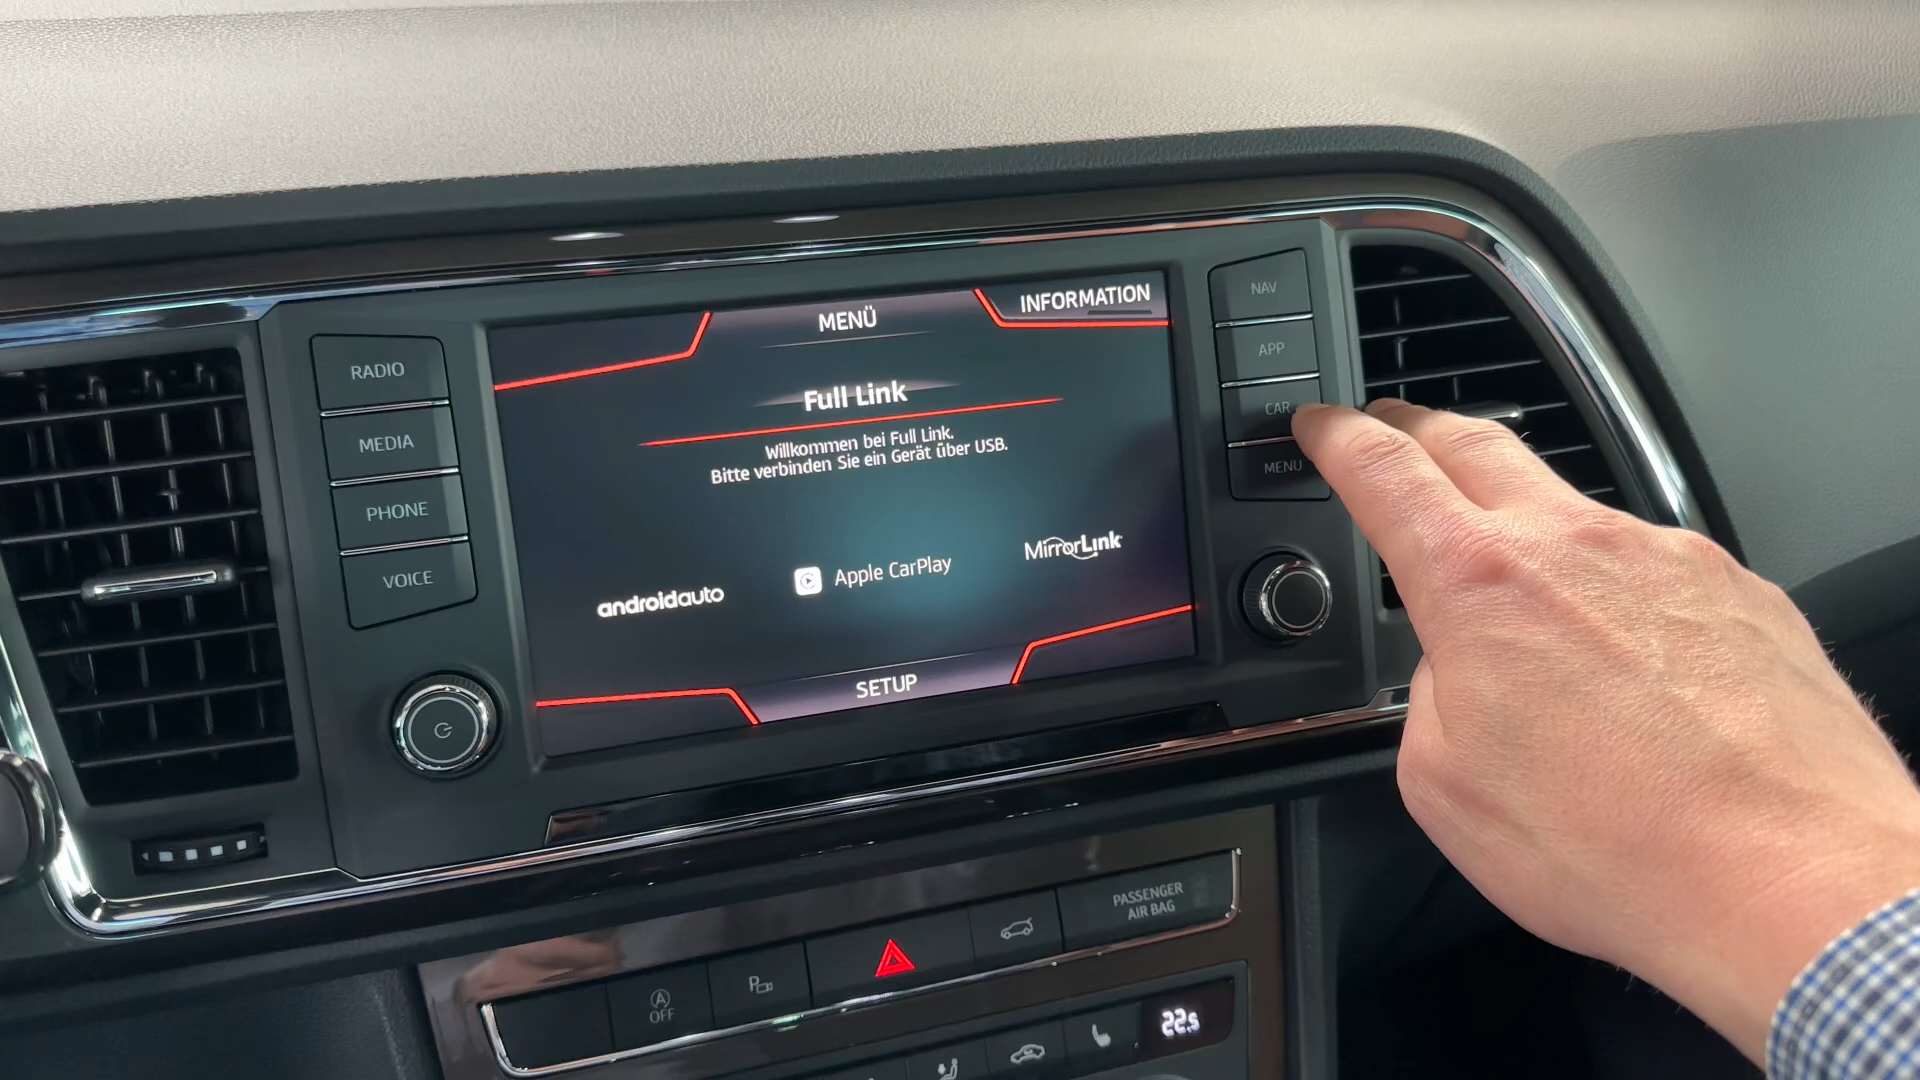 RADIO
MEDIA
PHONE
VOICE
MENÜ
INFORMATION
Full Link
Willkommen bei Full Link.
Bitte verbinden Sie ein Gerät über USB.
androidauto
Apple CarPlay
MirrorLink
SETUP
NAV
APP
CAR
MENU
A
OFF
P
PASSENGER
AIR BAG
22.5